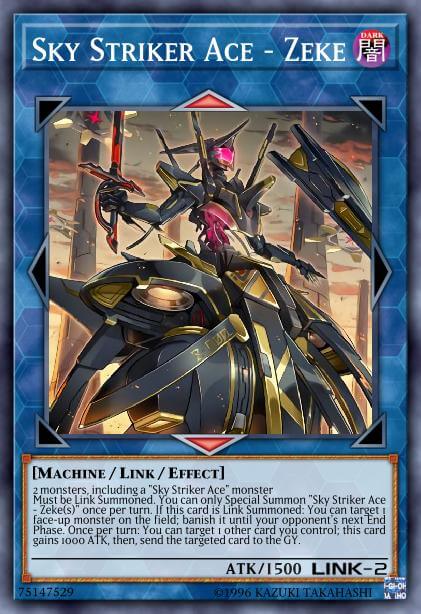 Sky Striker Ace - Zeke
DARK
闇
[Machine / Link / Effect]
2 monsters, including a "Sky Striker Ace" monster
Must be Link Summoned. You can only Special Summon "Sky Striker Ace
- Zeke(s)" once per turn. If this card is Link Summoned: You can target 1
face-up monster on the field; banish it until your opponent's next End
Phase. Once per turn: You can target 1 other card you control; this card
gains 1000 ATK, then, send the targeted card to the GY.
ATK/1500 LINK-2
75147529 ©1996 KAZUKI TAKAHASHI